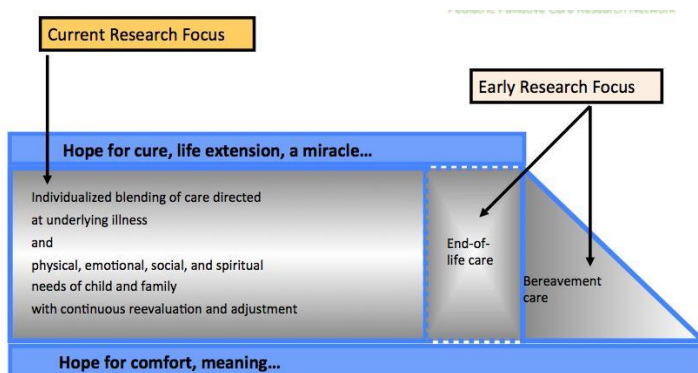 Current Research Focus
Early Research Focus
Hope for cure, life extension, a miracle...
Individualized blending of care directed
at underlying illness
and
physical, emotional, social, and spiritual
needs of child and family
with continuous reevaluation and adjustment
End-of-
life care
Bereavement
care
Hope for comfort, meaning...